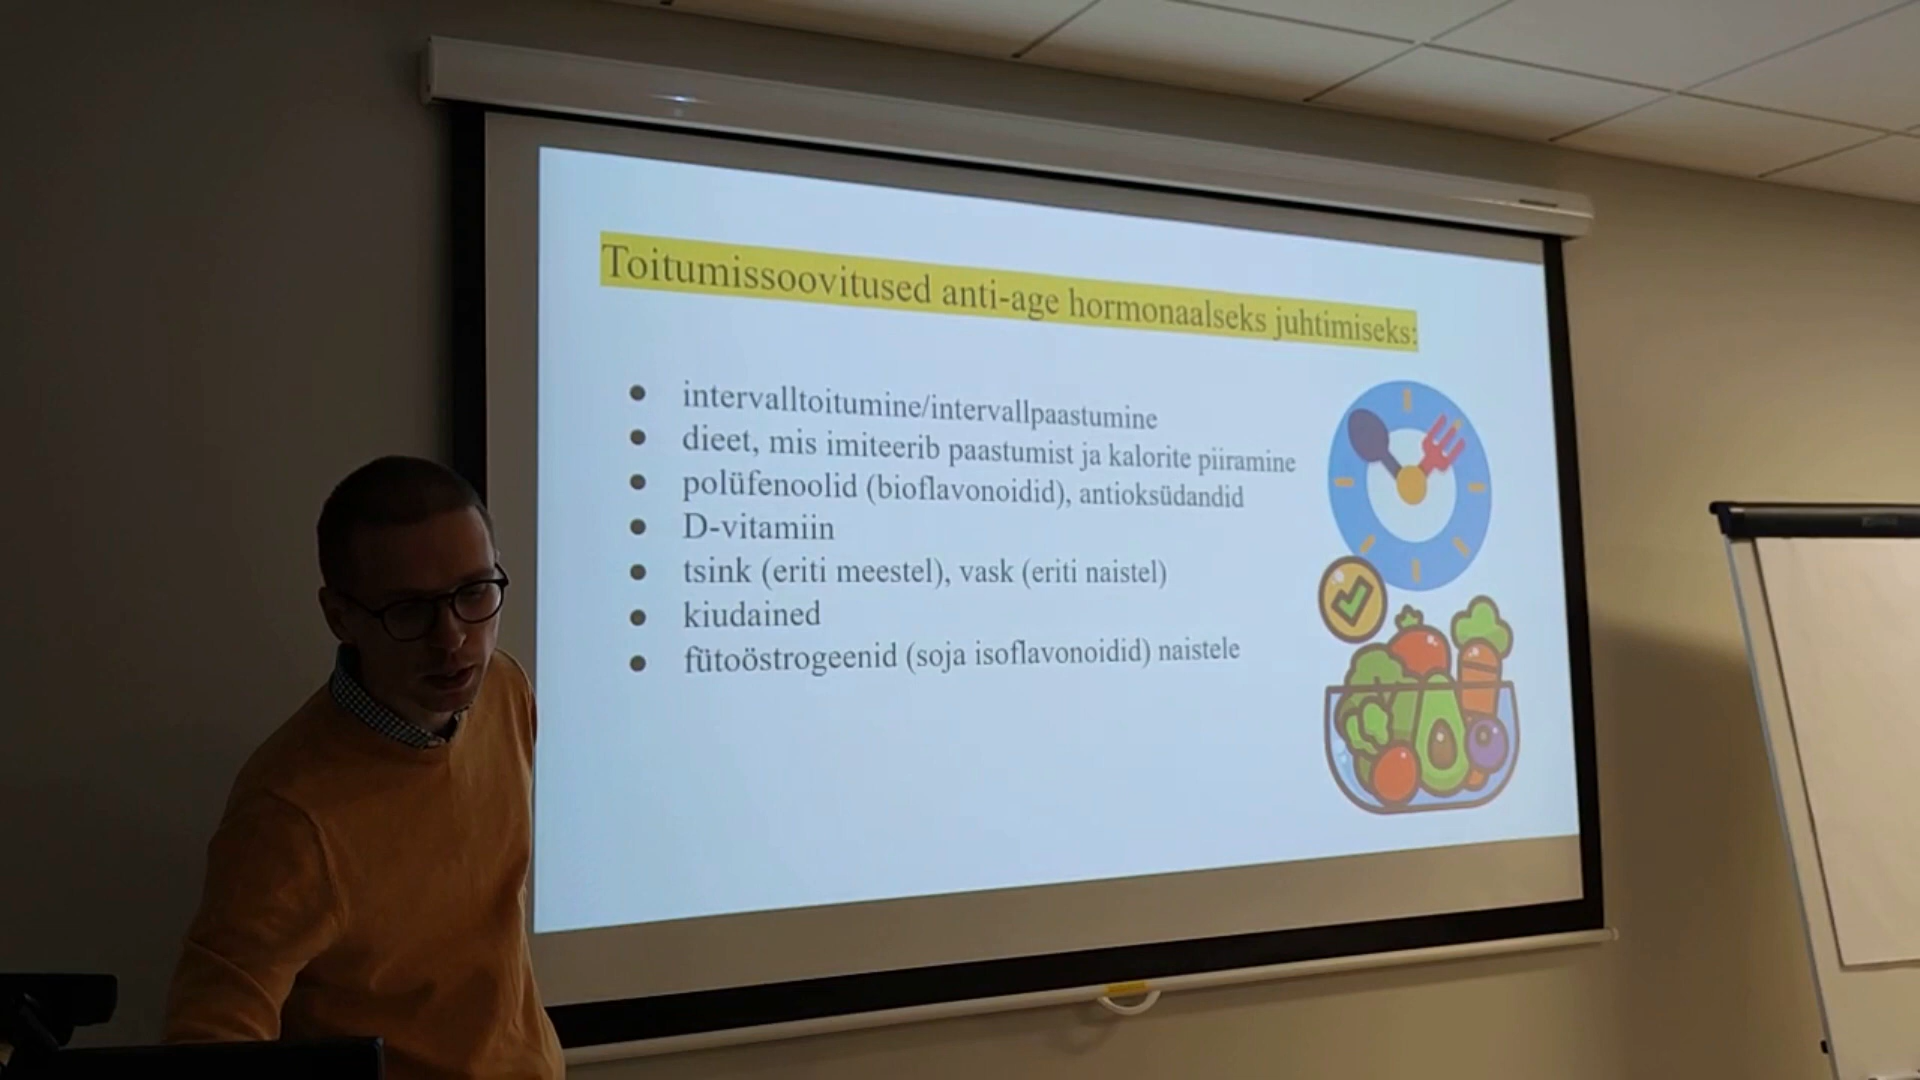 Toitumissoovitused anti-age hormonaalseks juhtimiseks:
intervalltoitumine/intervallpaastumine
dieet, mis imiteerib paastumist ja kalorite piiramine
polüfenoolid (bioflavonoidid), antioksüdandid
D-vitamiin
tsink (eriti meestel), vask (eriti naistel)
kiudained
fütoöstrogeenid (soja isoflavonoidid) naistele